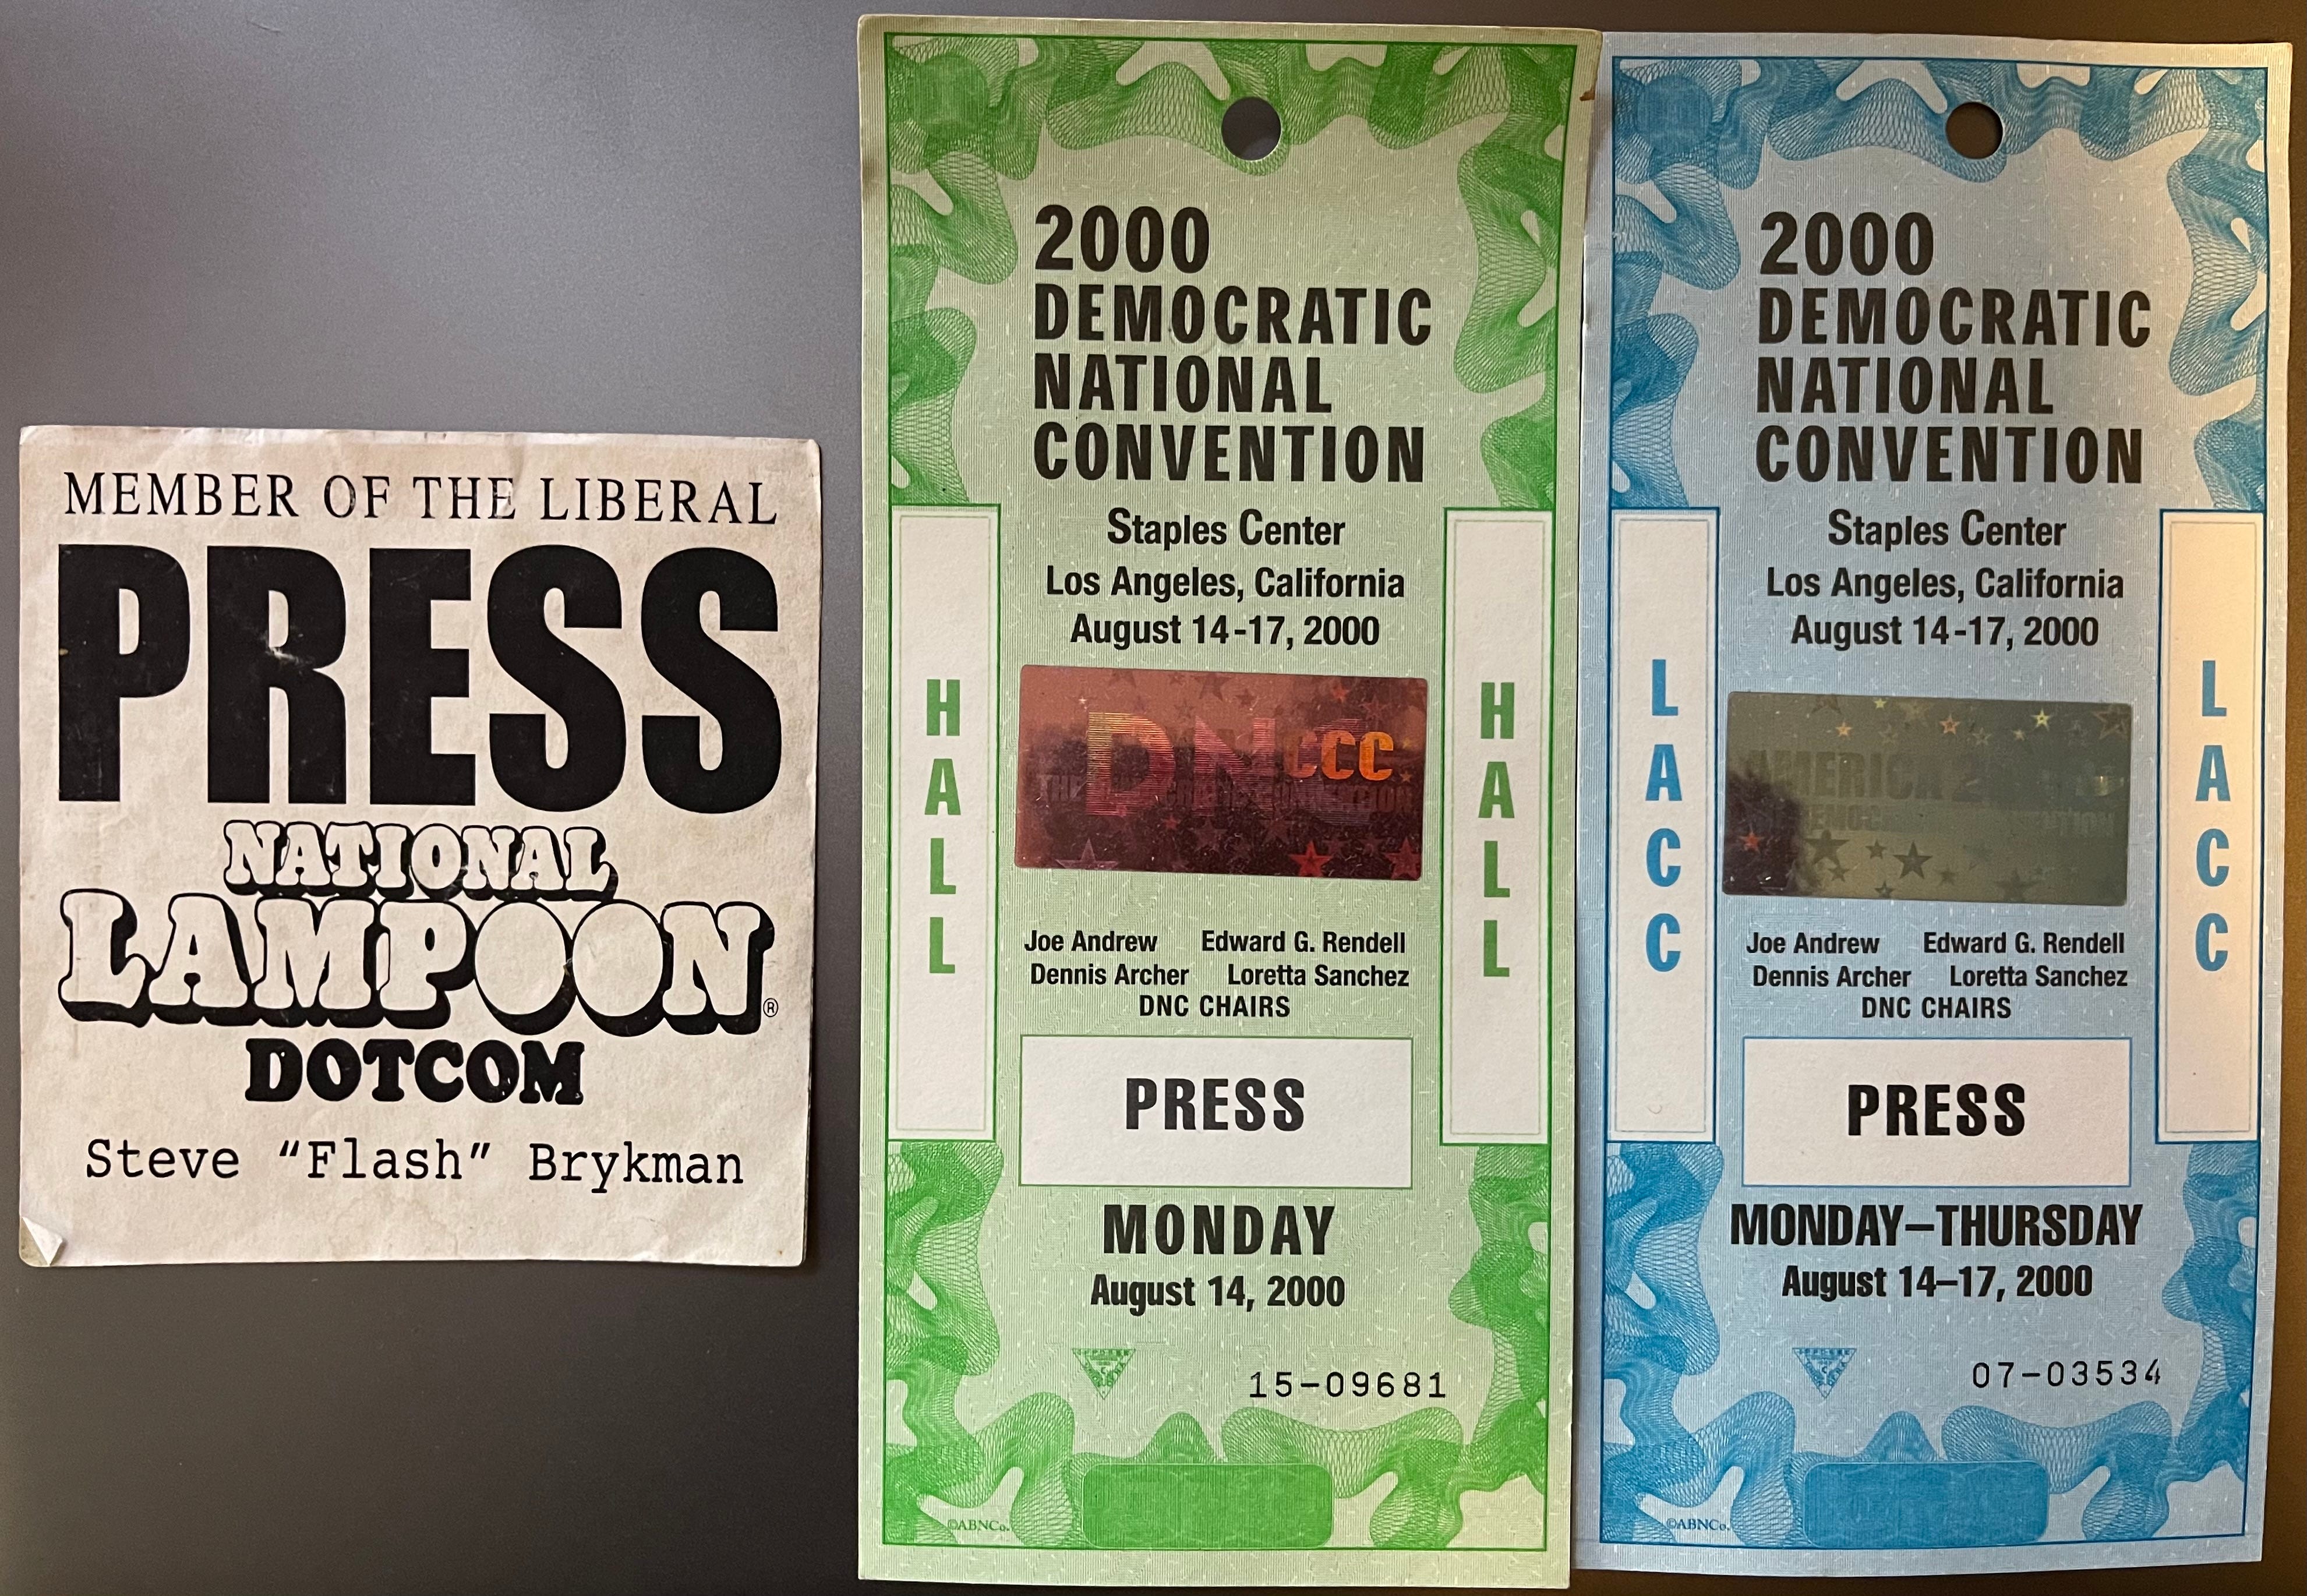 MEMBER OF THE LIBERAL
PRESS
NATIONAL
LAMPOON®
DOTCOM
Steve “Flash” Brykman
2000
DEMOCRATIC
NATIONAL
CONVENTION
Staples Center
Los Angeles, California
August 14-17, 2000
HALL
HALL
DNCCC
Joe Andrew Edward G. Rendell
Dennis Archer Loretta Sanchez
DNC CHAIRS
PRESS
MONDAY
August 14, 2000
15-09681
©ABNCo.
2000
DEMOCRATIC
NATIONAL
CONVENTION
Staples Center
Los Angeles, California
August 14-17, 2000
LACC
LACC
AMERICA
Joe Andrew Edward G. Rendell
Dennis Archer Loretta Sanchez
DNC CHAIRS
PRESS
MONDAY–THURSDAY
August 14–17, 2000
07-03534
©ABNCo.